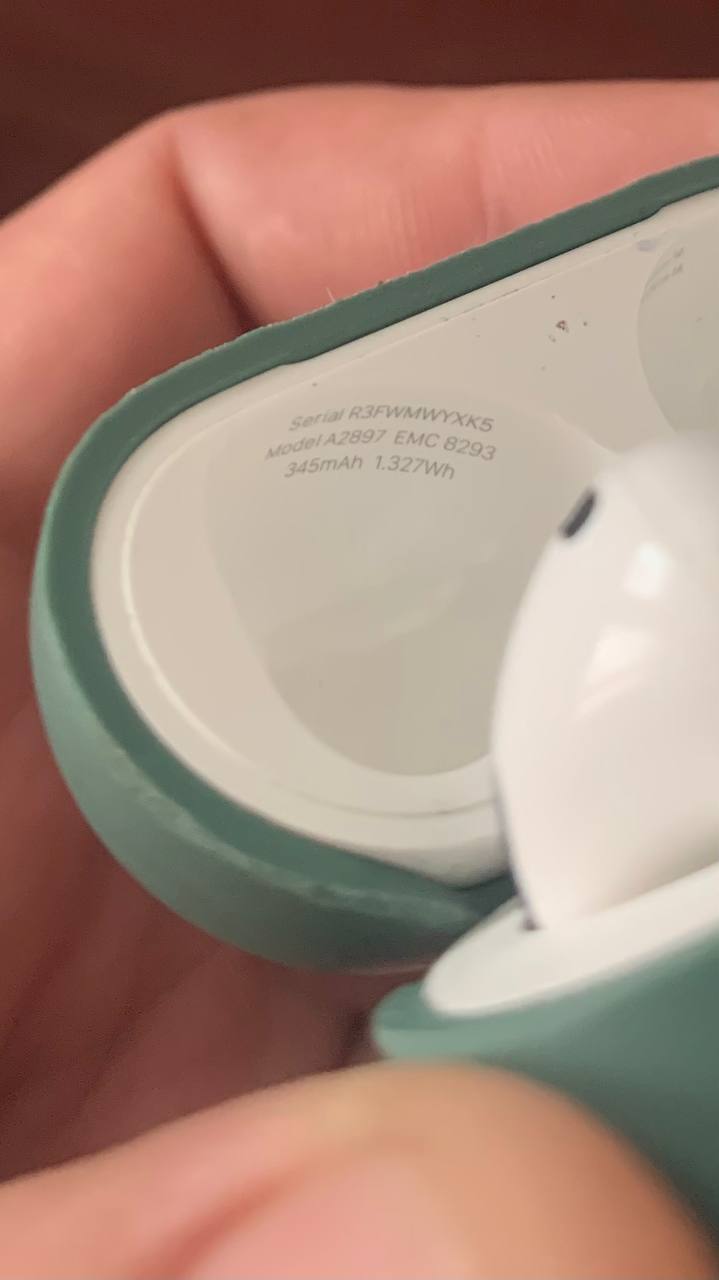 Serial R3FWMWYXK5
Model A2897 EMC 8293
345mAh 1.327Wh